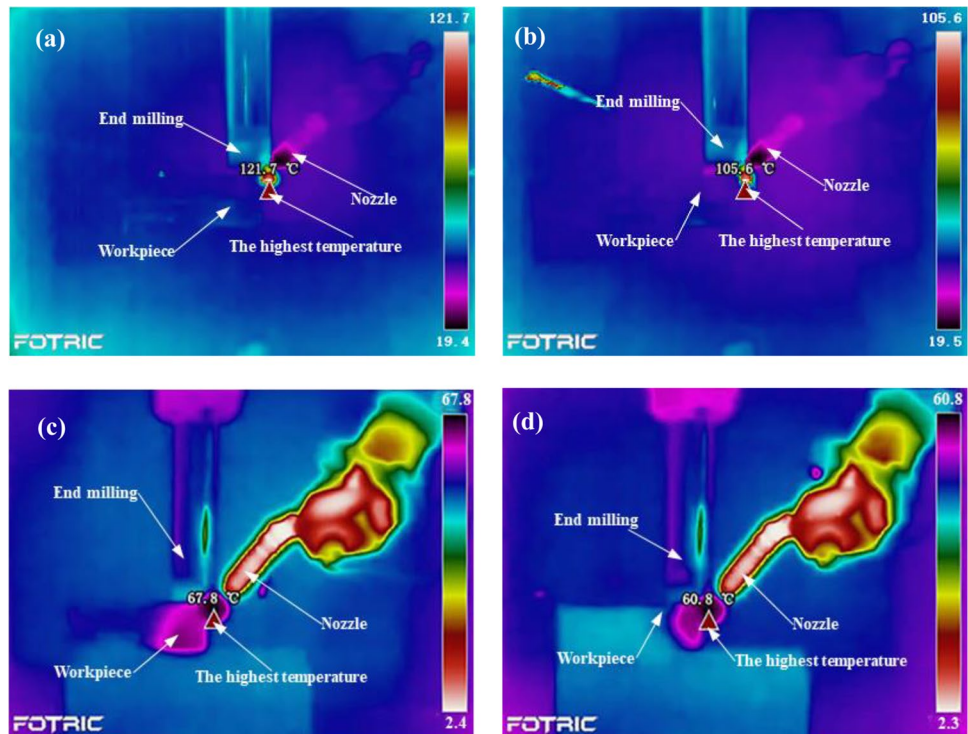 (a)
121.7
End milling
121.7 ℃
Nozzle
Workpiece
The highest temperature
FOTRIC
19.4
(b)
105.6
End milling
105.6 ℃
Nozzle
Workpiece
The highest temperature
FOTRIC
19.5
(c)
67.8
End milling
67.8 ℃
Nozzle
Workpiece
The highest temperature
FOTRIC
2.4
(d)
60.8
End milling
60.8 ℃
Nozzle
Workpiece
The highest temperature
FOTRIC
2.3